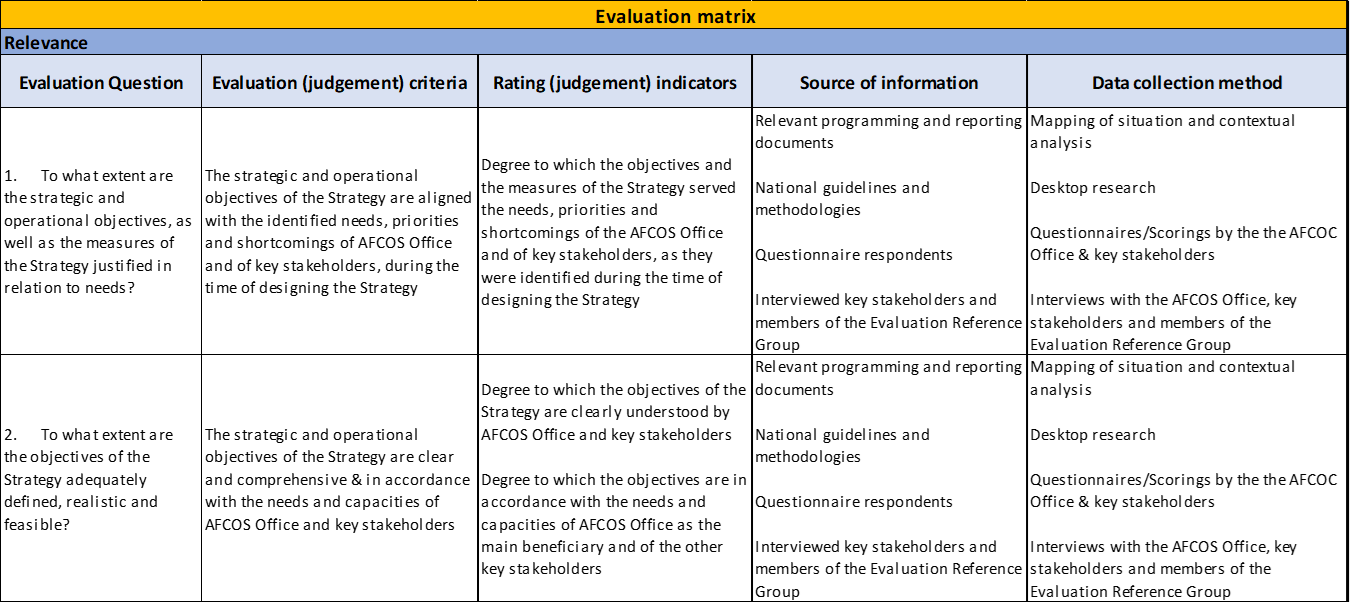 Evaluation matrix
Relevance
Evaluation Question
Evaluation (judgement) criteria
Rating (judgement) indicators
Source of information
Data collection method
1. To what extent are
the strategic and
operational objectives, as
well as the measures of
the Strategy justified in
relation to needs?
The strategic and operational
objectives of the Strategy are aligned
with the identified needs, priorities
and shortcomings of AFCOS Office
and of key stakeholders, during the
time of designing the Strategy
Degree to which the objectives and
the measures of the Strategy served
the needs, priorities and
shortcomings of the AFCOS Office
and of key stakeholders, as they
were identified during the time of
designing the Strategy
Relevant programming and reporting
documents
National guidelines and
methodologies
Questionnaire respondents
Interviewed key stakeholders and
members of the Evaluation Reference
Group
Mapping of situation and contextual
analysis
Desktop research
Questionnaires/Scorings by the the AFCOC
Office & key stakeholders
Interviews with the AFCOS Office, key
stakeholders and members of the
Evaluation Reference Group
2. To what extent are
the objectives of the
Strategy adequately
defined, realistic and
feasible?
The strategic and operational
objectives of the Strategy are clear
and comprehensive & in accordance
with the needs and capacities of
AFCOS Office and key stakeholders
Degree to which the objectives of the
Strategy are clearly understood by
AFCOS Office and key stakeholders
Degree to which the objectives are in
accordance with the needs and
capacities of AFCOS Office as the
main beneficiary and of the other
key stakeholders
Relevant programming and reporting
documents
National guidelines and
methodologies
Questionnaire respondents
Interviewed key stakeholders and
members of the Evaluation Reference
Group
Mapping of situation and contextual
analysis
Desktop research
Questionnaires/Scorings by the the AFCOC
Office & key stakeholders
Interviews with the AFCOS Office, key
stakeholders and members of the
Evaluation Reference Group